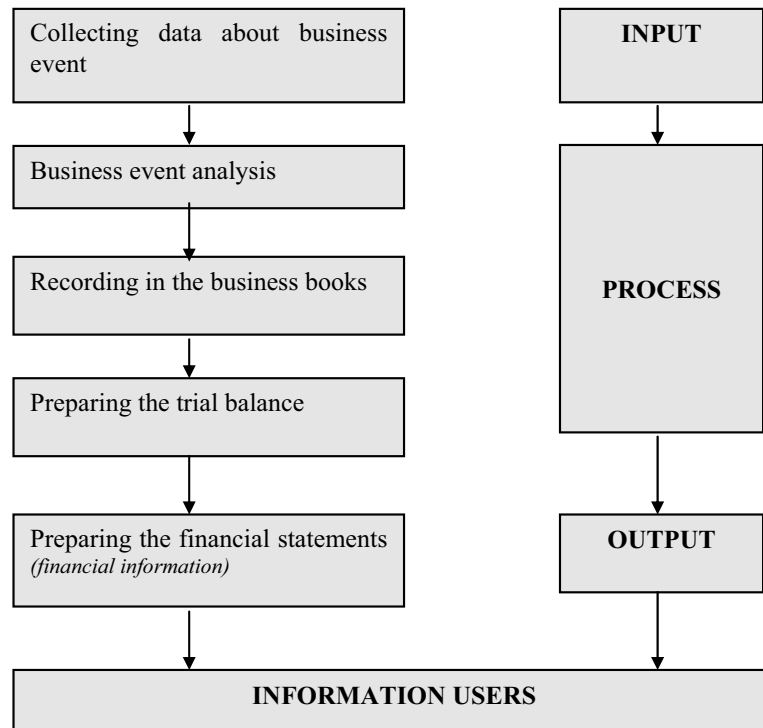 Collecting data about business
event
INPUT
Business event analysis
Recording in the business books
PROCESS
Preparing the trial balance
Preparing the financial statements
(financial information)
OUTPUT
INFORMATION USERS